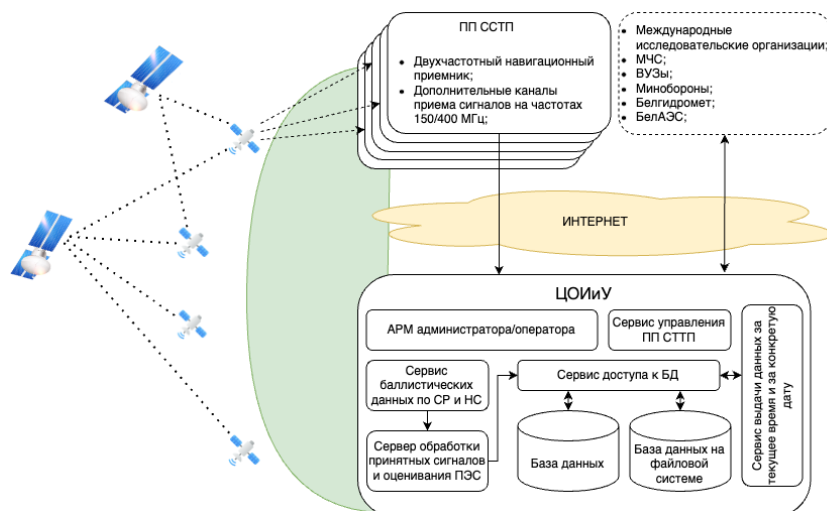 ПП ССТП
Двухчастотный навигационный
приемник;
Дополнительные каналы
приема сигналов на частотах
150/400 МГц;
Международные
исследовательские организации;
МЧС;
ВУЗы;
Минобороны;
Белгидромет;
БелАЭС;
ИНТЕРНЕТ
ЦОИиУ
АРМ администратора/оператора
Сервис управления
ПП СТТП
Сервис
баллистических
данных по СР и НС
Сервис доступа к БД
Сервер обработки
принятых сигналов
и оценивания ПЭС
База данных
База данных на
файловой
системе
Сервис выдачи данных за
текущее время и за конкретую
дату